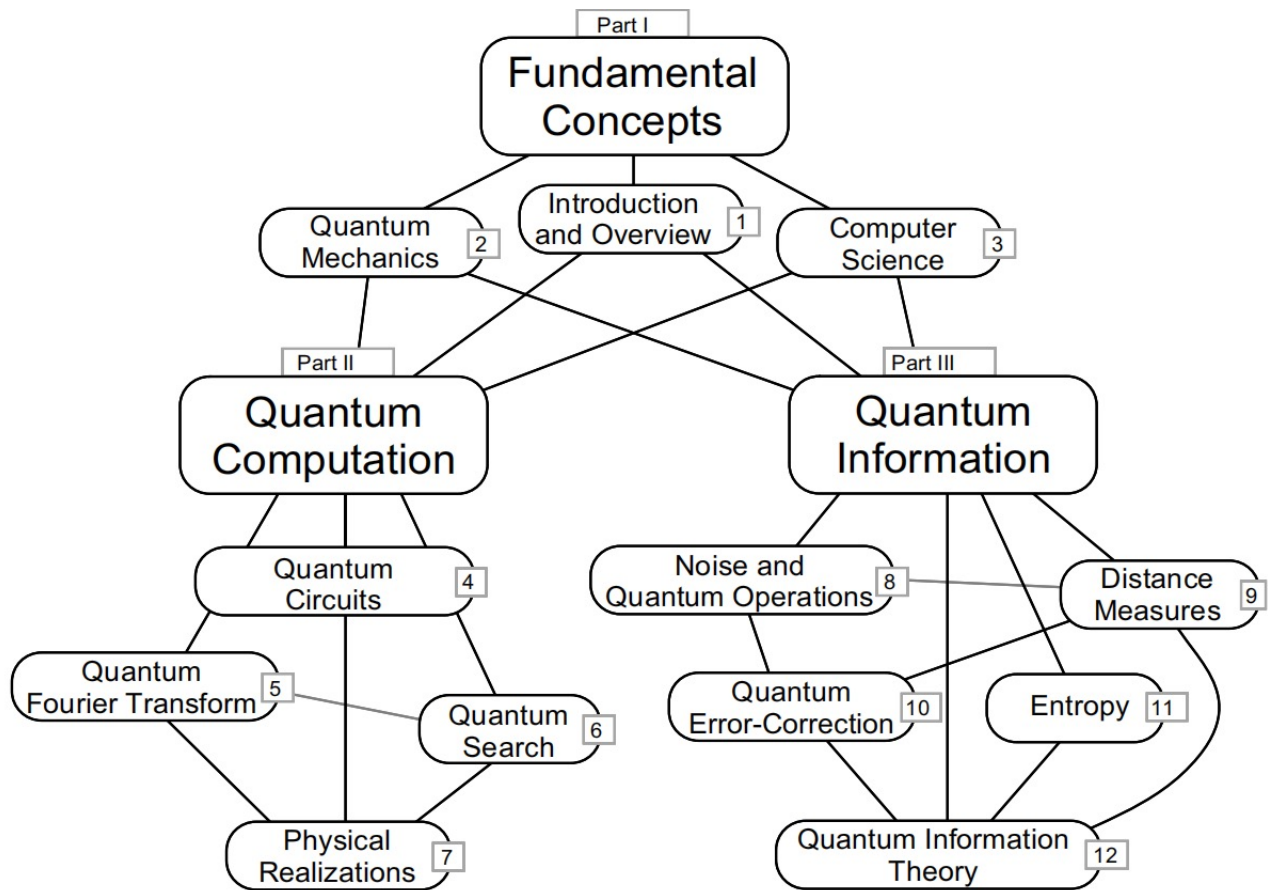 Part I
Fundamental
Concepts
Quantum
Mechanics
2
Introduction
and Overview
1
Computer
Science
3
Part II
Quantum
Computation
Part III
Quantum
Information
Quantum
Circuits
4
Noise and
Quantum Operations
8
Distance
Measures
9
Quantum
Fourier Transform
5
Quantum
Search
6
Quantum
Error-Correction
10
Entropy
11
Physical
Realizations
7
Quantum Information
Theory
12